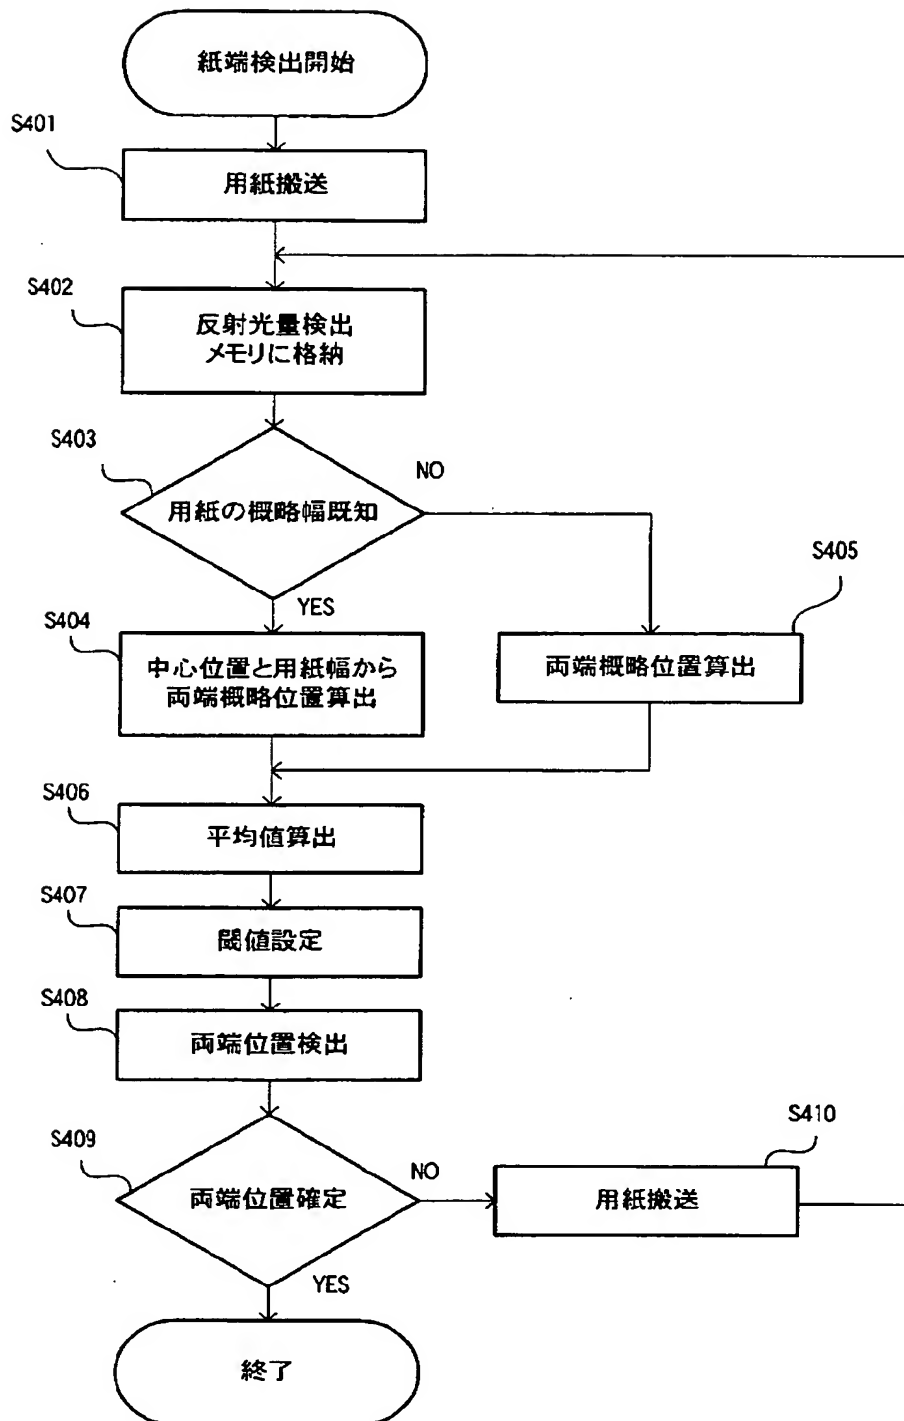 紙端検出開始
S401
用紙搬送
S402
反射光量検出
メモリに格納
S403
NO
用紙の概略幅既知
YES
S404
中心位置と用紙幅から
両端概略位置算出
S405
両端概略位置算出
S406
平均値算出
S407
閾値設定
S408
両端位置検出
S409
NO
両端位置確定
S410
用紙搬送
YES
終了